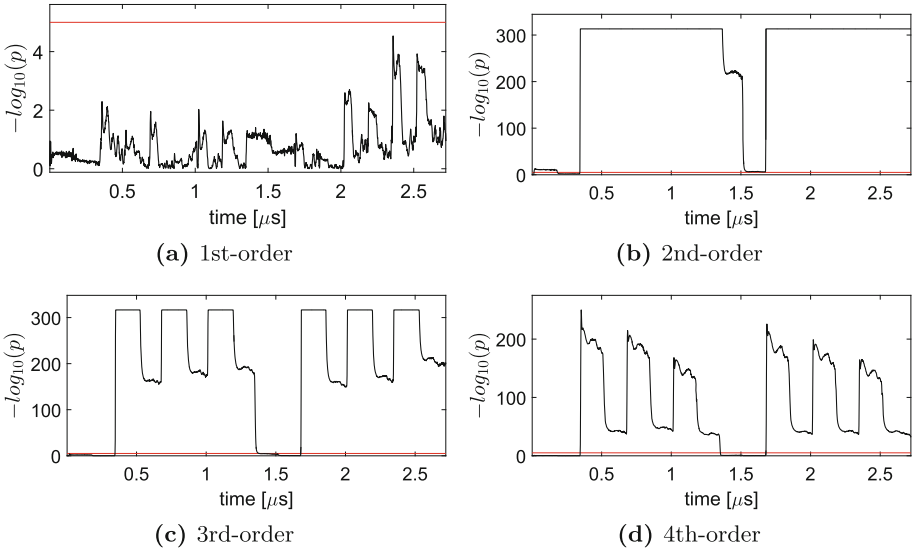 −log₁₀(p)
4
2
0
0.5 1 1.5 2 2.5
time [μs]
(a) 1st-order
−log₁₀(p)
300
200
100
0
0.5 1 1.5 2 2.5
time [μs]
(b) 2nd-order
−log₁₀(p)
300
200
100
0
0.5 1 1.5 2 2.5
time [μs]
(c) 3rd-order
−log₁₀(p)
200
100
0
0.5 1 1.5 2 2.5
time [μs]
(d) 4th-order